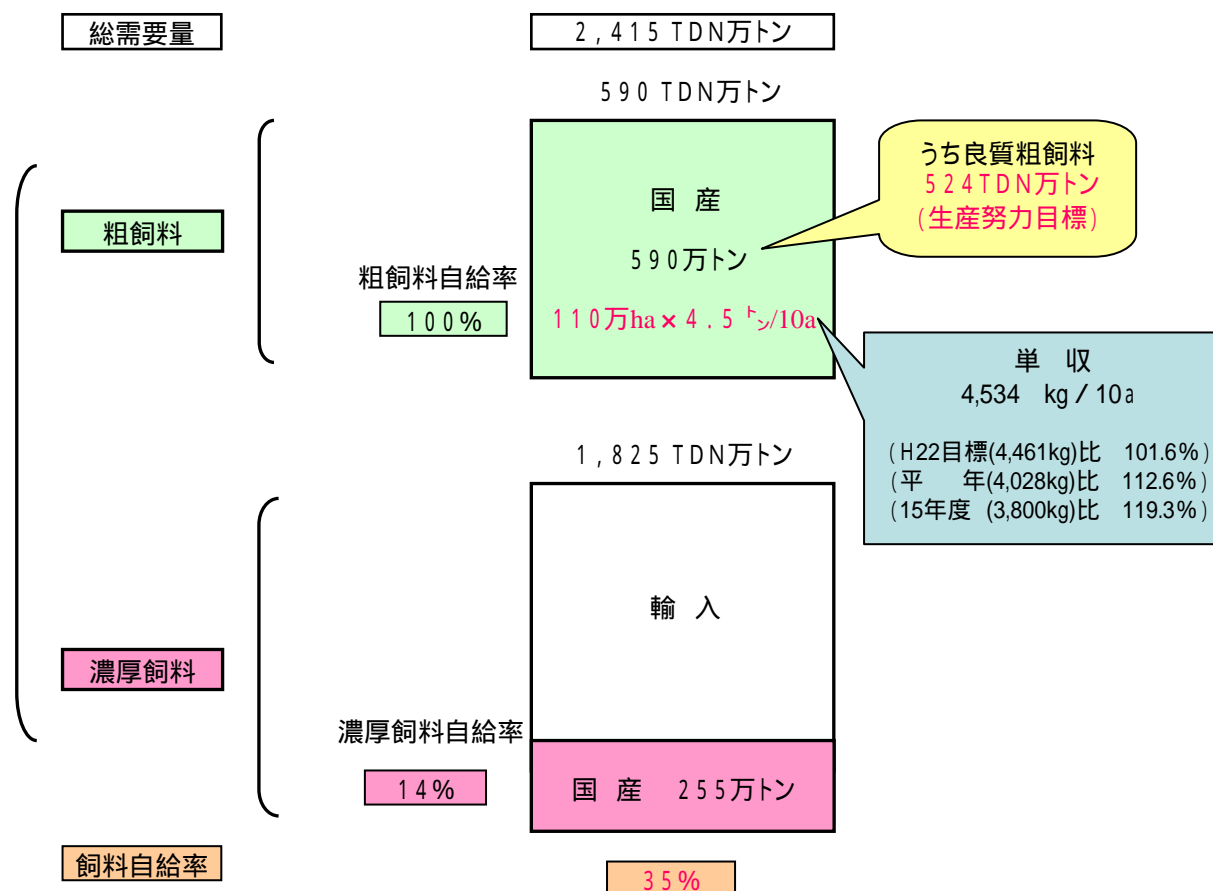 総需要量
2,415 TDN万トン
590 TDN万トン
粗飼料
粗飼料自給率
100%
国 産
590万トン
110万ha×4.5 トン/10a
うち良質粗飼料
524TDN万トン
(生産努力目標)
単 収
4,534 kg/10a
(H22目標(4,461kg)比 101.6%)
(平 年(4,028kg)比 112.6%)
(15年度 (3,800kg)比 119.3%)
1,825 TDN万トン
輸 入
濃厚飼料
濃厚飼料自給率
14%
国 産 255万トン
飼料自給率
35%